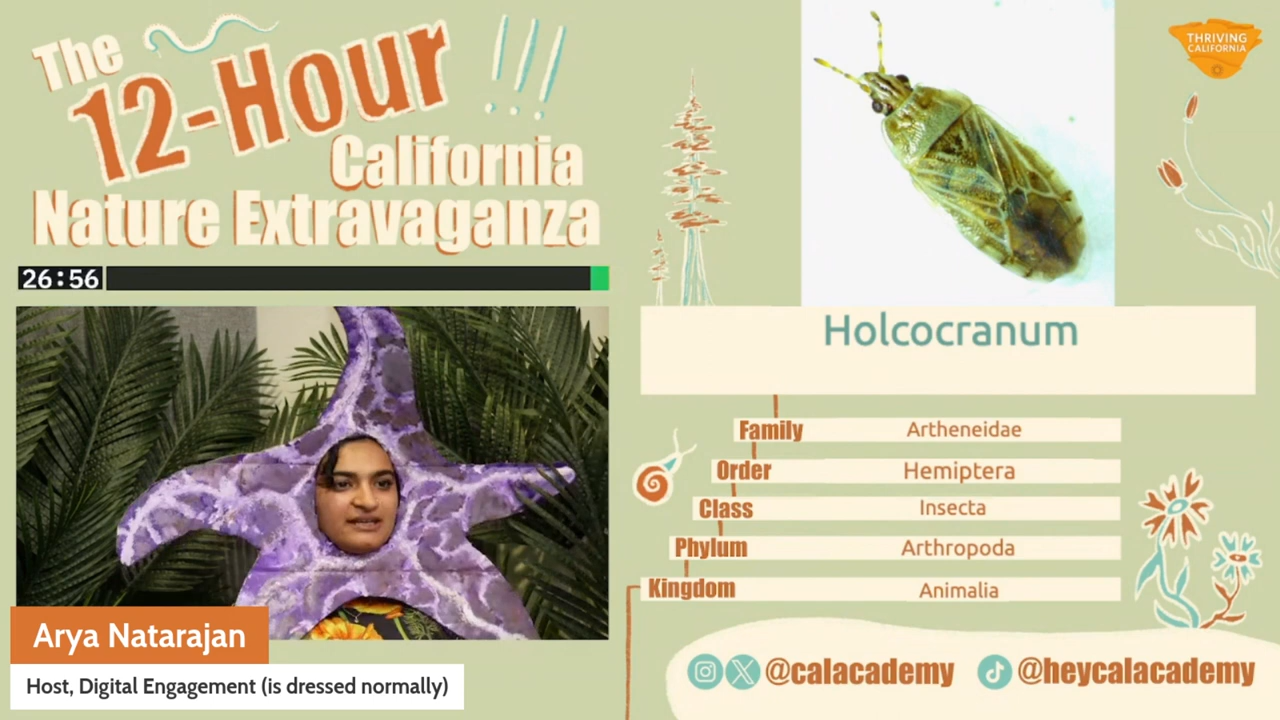 The
12-Hour
!!!
California
Nature Extravaganza
THRIVING
CALIFORNIA
26:56
Holcocranum
Family Artheneidae
Order Hemiptera
Class Insecta
Phylum Arthropoda
Kingdom Animalia
Arya Natarajan
Host, Digital Engagement (is dressed normally)
@calacademy @heycalacademy